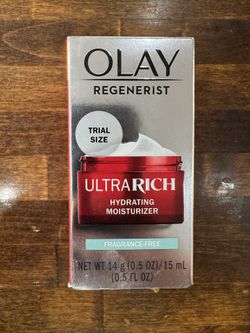 OLAY
REGENERIST
TRIAL
SIZE
ULTRARICH
HYDRATING
MOISTURIZER
FRAGRANCE-FREE
NET WT 14 g (0.5 OZ)/15 mL
(0.5 FL OZ)